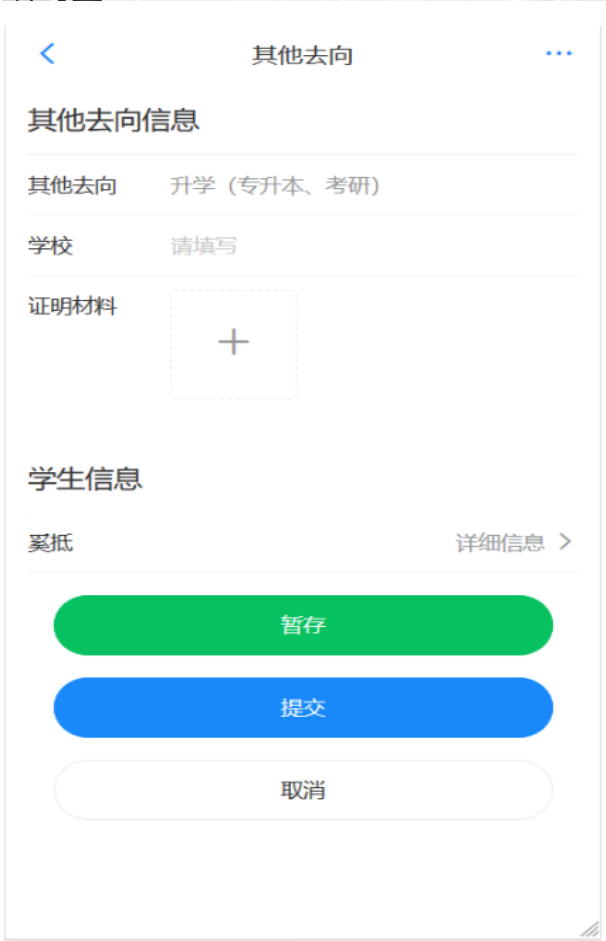 其他去向
其他去向信息
其他去向 升学（专升本、考研）
学校 请填写
证明材料
学生信息
奚抵 详细信息
暂存
提交
取消